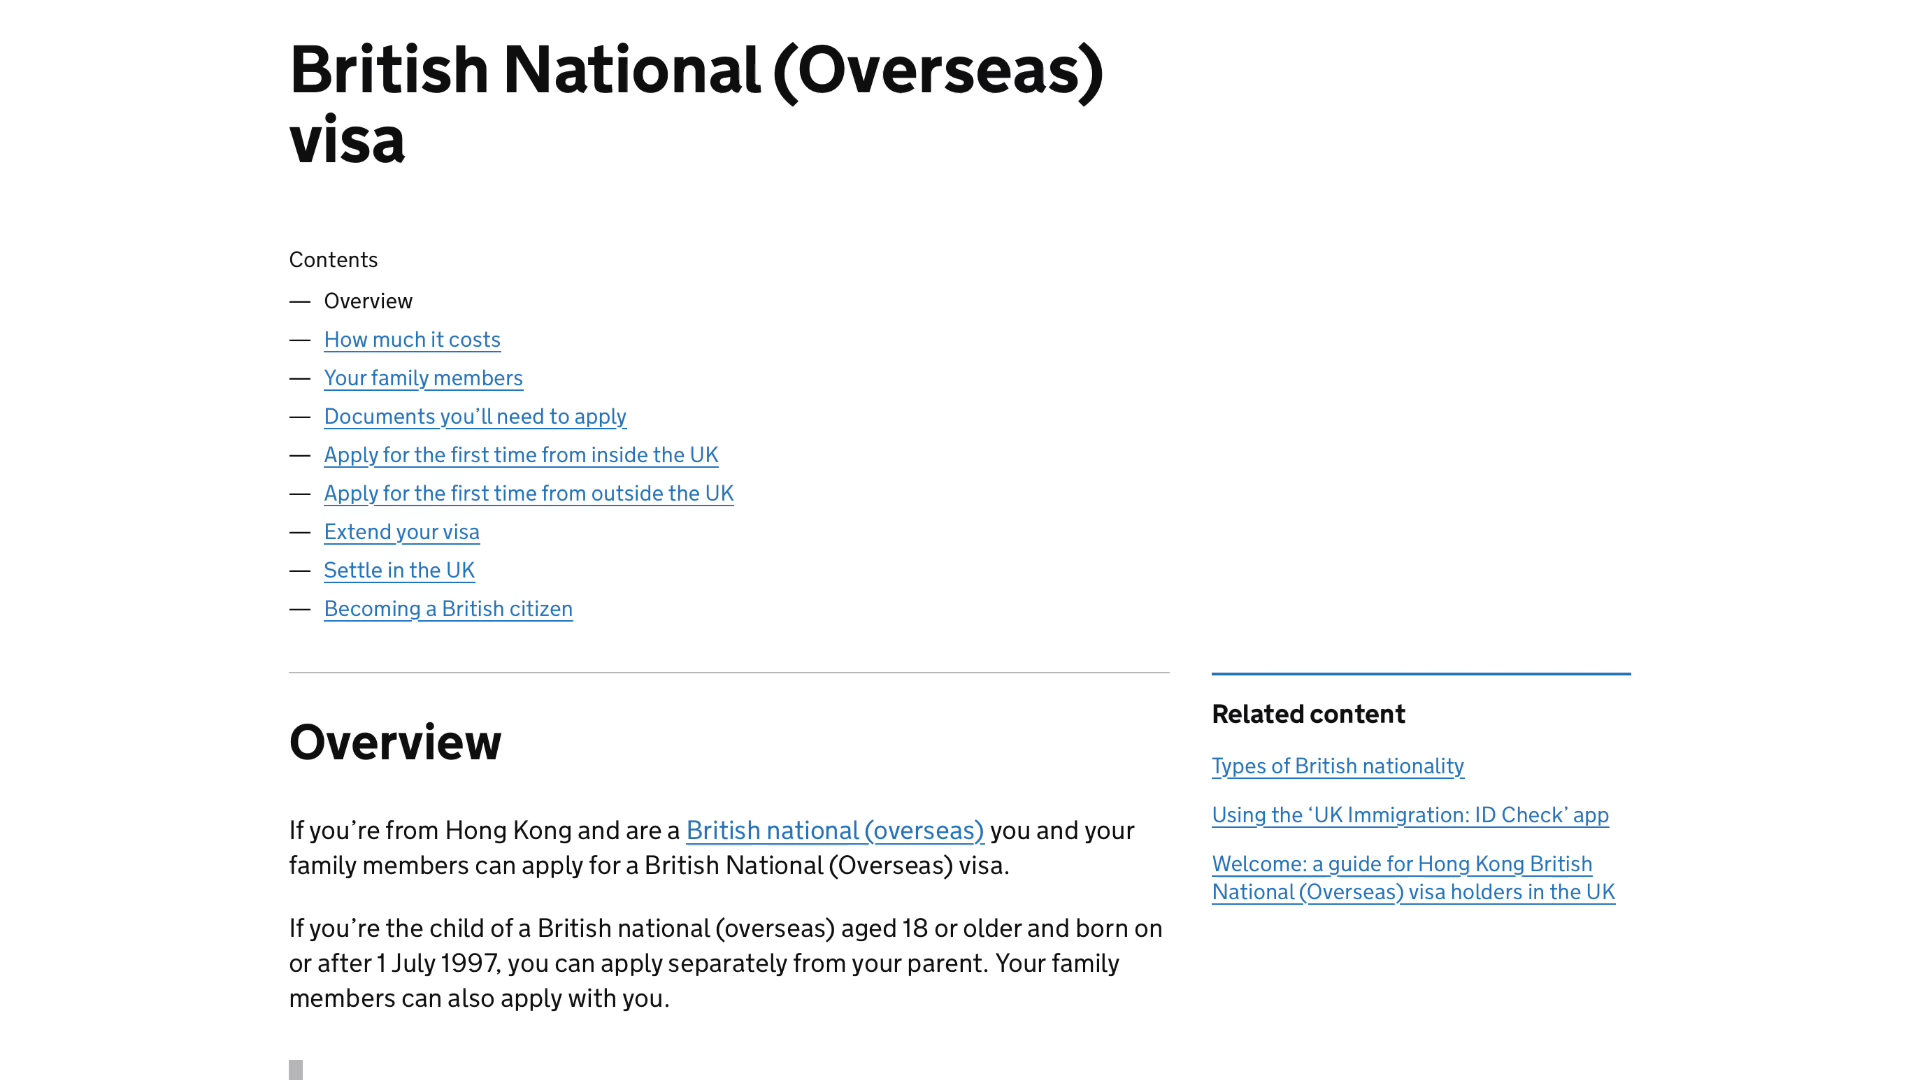 British National (Overseas)
visa
Contents
— Overview
— How much it costs
— Your family members
— Documents you’ll need to apply
— Apply for the first time from inside the UK
— Apply for the first time from outside the UK
— Extend your visa
— Settle in the UK
— Becoming a British citizen
Overview
If you’re from Hong Kong and are a British national (overseas) you and your
family members can apply for a British National (Overseas) visa.
If you’re the child of a British national (overseas) aged 18 or older and born on
or after 1 July 1997, you can apply separately from your parent. Your family
members can also apply with you.
Related content
Types of British nationality
Using the ‘UK Immigration: ID Check’ app
Welcome: a guide for Hong Kong British
National (Overseas) visa holders in the UK